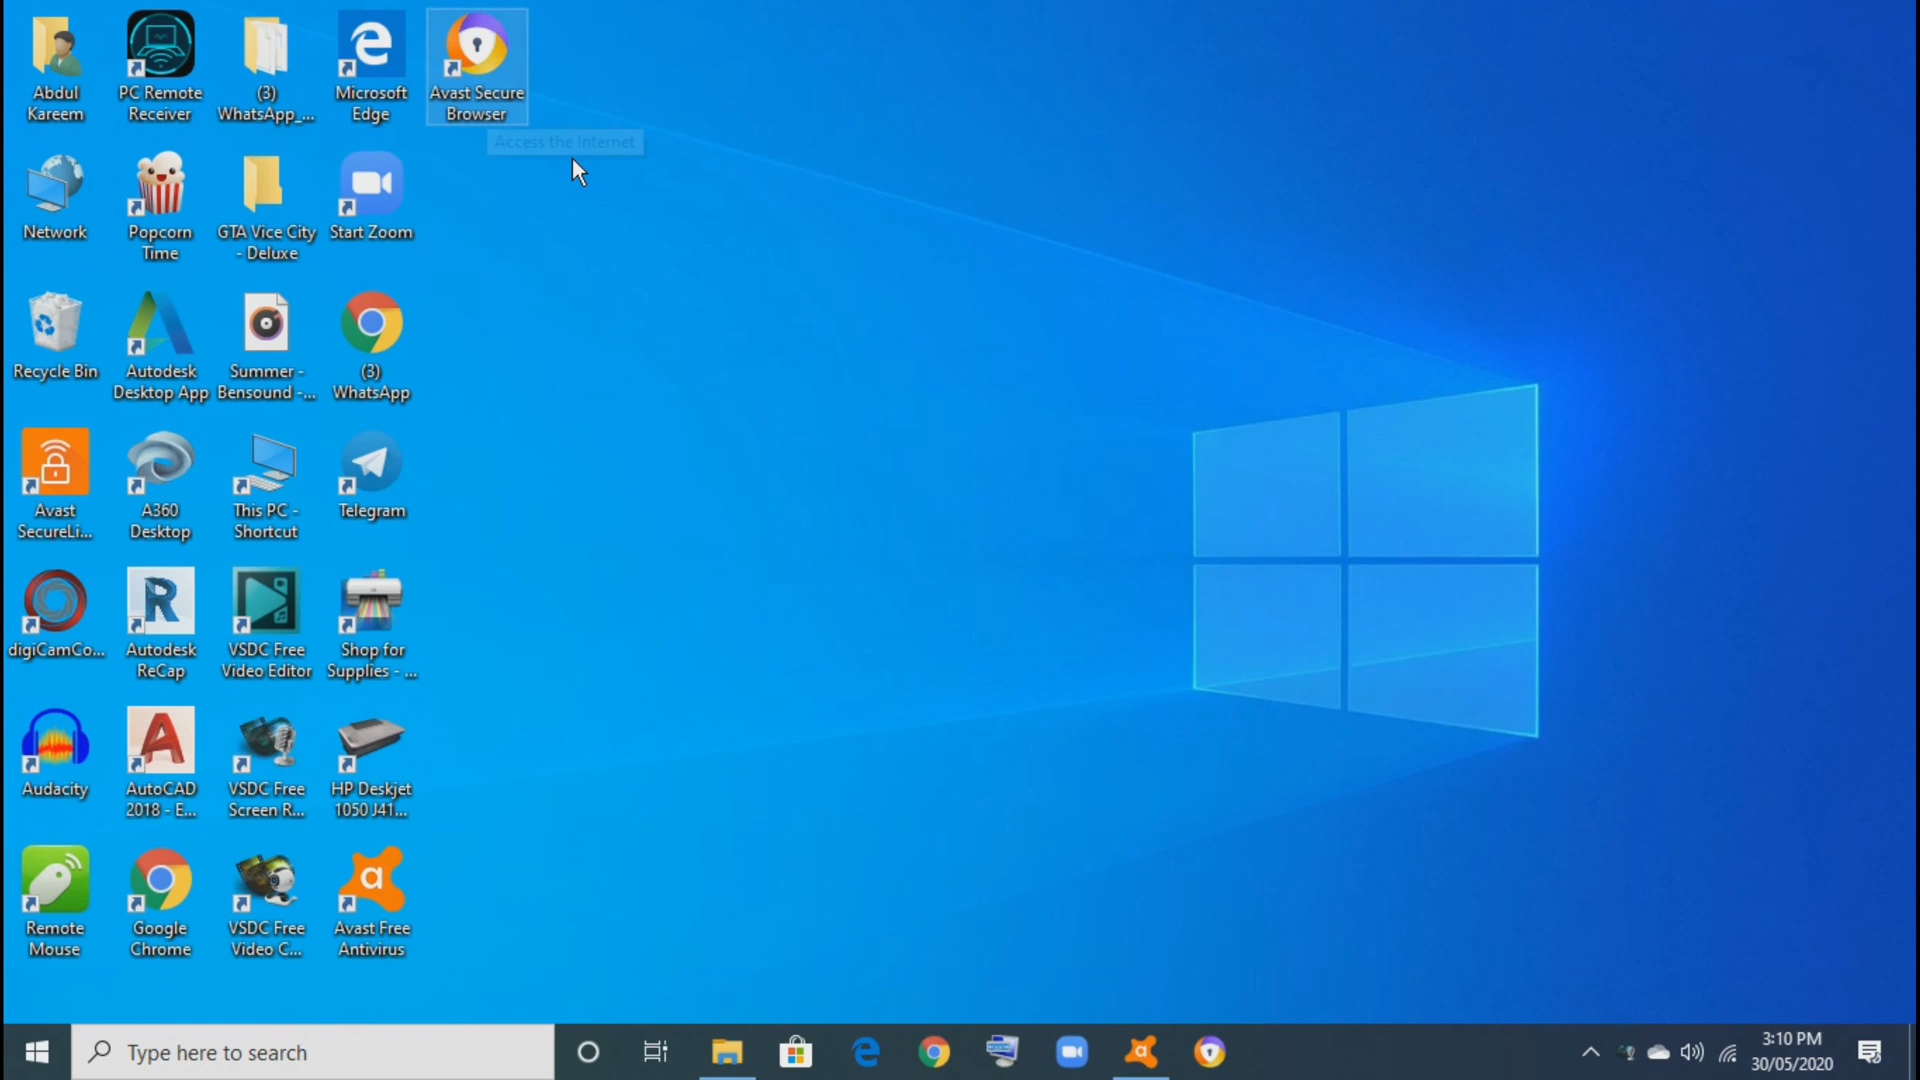 Abdul
Kareem
PC Remote
Receiver
(3)
WhatsApp_...
Microsoft
Edge
Avast Secure
Browser
Access the Internet
Network
Popcorn
Time
GTA Vice City
- Deluxe
Start Zoom
Recycle Bin
Autodesk
Desktop App
Summer -
Bensound -...
(3)
WhatsApp
Avast
SecureLi...
A360
Desktop
This PC -
Shortcut
Telegram
digiCamCo...
Autodesk
ReCap
VSDC Free
Video Editor
Shop for
Supplies - ...
Audacity
AutoCAD
2018 - E...
VSDC Free
Screen R...
HP Deskjet
1050 J41...
Remote
Mouse
Google
Chrome
VSDC Free
Video C...
Avast Free
Antivirus
Type here to search
3:10 PM
30/05/2020